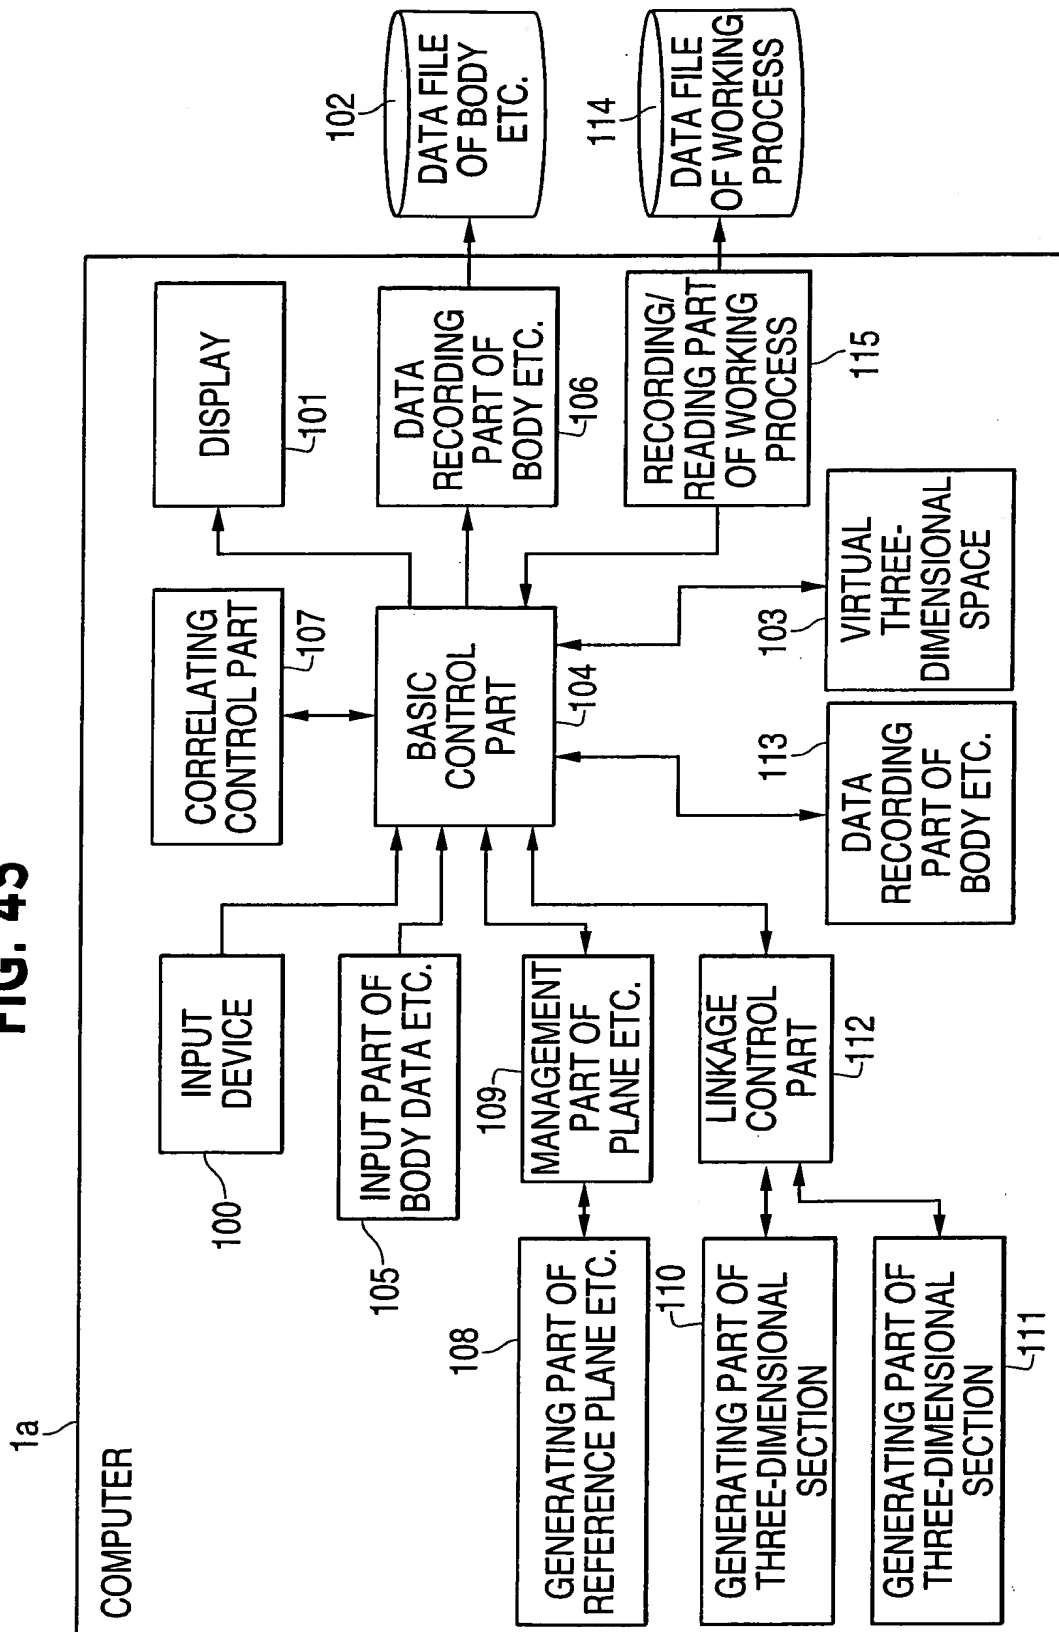 FIG. 43
1a
COMPUTER
INPUT
DEVICE
100
INPUT PART OF
BODY DATA ETC.
105
GENERATING PART OF
REFERENCE PLANE ETC.
108
MANAGEMENT
PART OF
PLANE ETC.
109
GENERATING PART OF
THREE-DIMENSIONAL
SECTION
110
LINKAGE
CONTROL
PART
112
GENERATING PART OF
THREE-DIMENSIONAL
SECTION
111
CORRELATING
CONTROL PART
107
BASIC
CONTROL
PART
104
DATA
RECORDING
PART OF
BODY ETC.
113
VIRTUAL
THREE-
DIMENSIONAL
SPACE
103
DISPLAY
101
DATA
RECORDING
PART OF
BODY ETC.
106
RECORDING/
READING PART
OF WORKING
PROCESS
115
DATA FILE
OF BODY
ETC.
102
DATA FILE
OF WORKING
PROCESS
114